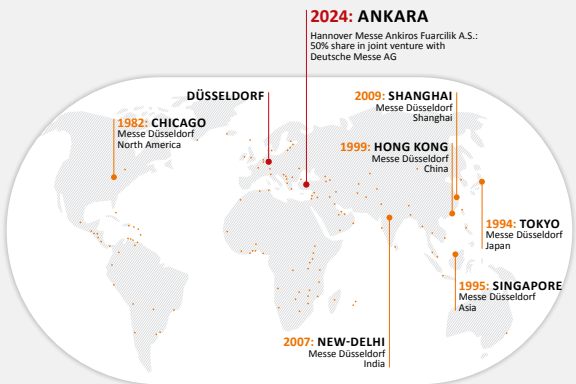 2024: ANKARA
Hannover Messe Ankiros Fuarcilik A.S.:
50% share in joint venture with
Deutsche Messe AG
DÜSSELDORF
2009: SHANGHAI
Messe Düsseldorf
Shanghai
1982: CHICAGO
Messe Düsseldorf
North America
1999: HONG KONG
Messe Düsseldorf
China
1994: TOKYO
Messe Düsseldorf
Japan
1995: SINGAPORE
Messe Düsseldorf
Asia
2007: NEW-DELHI
Messe Düsseldorf
India